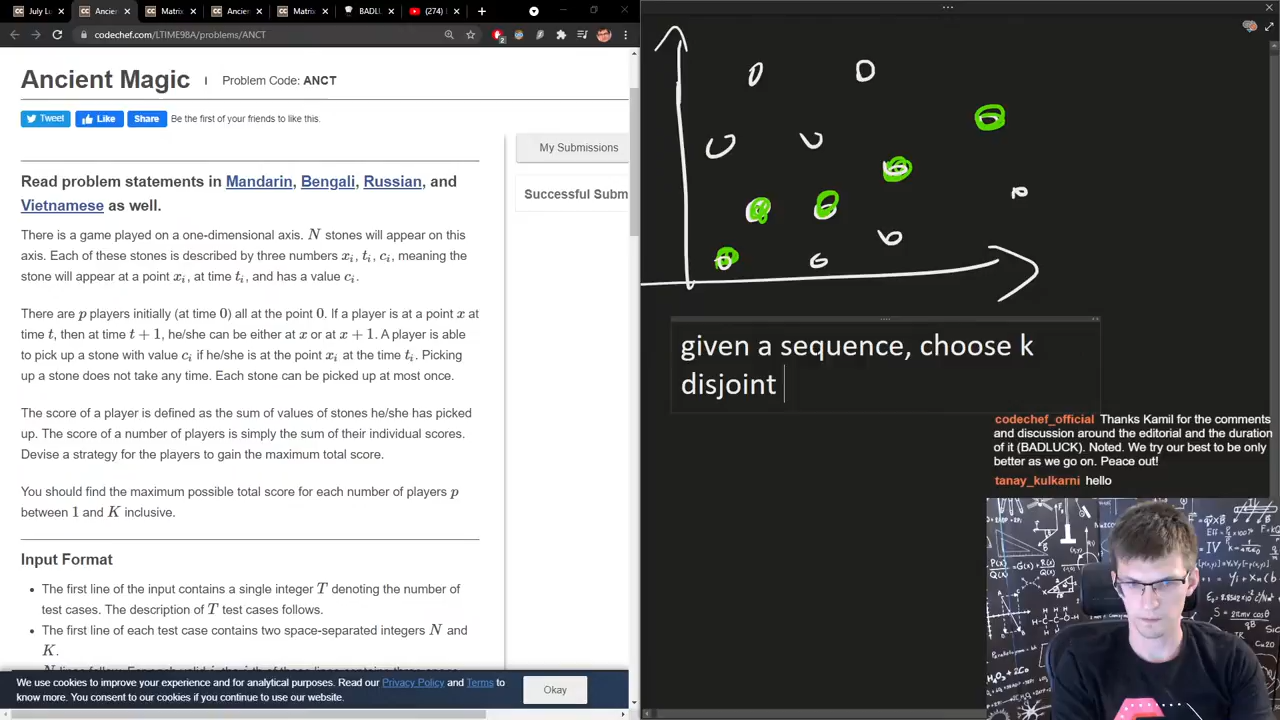 July Lu
Ancier
Matrix
Ancier
Matrix
BADLU
(274)
codechef.com/LTIME98A/problems/ANCT
Ancient Magic
Problem Code: ANCT
Tweet
Like
Share
Be the first of your friends to like this.
My Submissions
Successful Subm
Read problem statements in Mandarin, Bengali, Russian, and
Vietnamese as well.
There is a game played on a one-dimensional axis. N stones will appear on this
axis. Each of these stones is described by three numbers xi, ti, ci, meaning the
stone will appear at a point xi, at time ti, and has a value ci.
There are p players initially (at time 0) all at the point 0. If a player is at a point x at
time t, then at time t + 1, he/she can be either at x or at x + 1. A player is able
to pick up a stone with value ci if he/she is at the point xi at the time ti. Picking
up a stone does not take any time. Each stone can be picked up at most once.
The score of a player is defined as the sum of values of stones he/she has picked
up. The score of a number of players is simply the sum of their individual scores.
Devise a strategy for the players to gain the maximum total score.
You should find the maximum possible total score for each number of players p
between 1 and K inclusive.
Input Format
The first line of the input contains a single integer T denoting the number of
test cases. The description of T test cases follows.
The first line of each test case contains two space-separated integers N and
K.
We use cookies to improve your experience and for analytical purposes. Read our Privacy Policy and Terms to
know more. You consent to our cookies if you continue to use our website.
Okay
given a sequence, choose k
disjoint
codechef_official Thanks Kamil for the comments
and discussion around the editorial and the duration
of it (BADLUCK). Noted. We try our best to be only
better as we go on. Peace out!
tanay_kulkarni hello